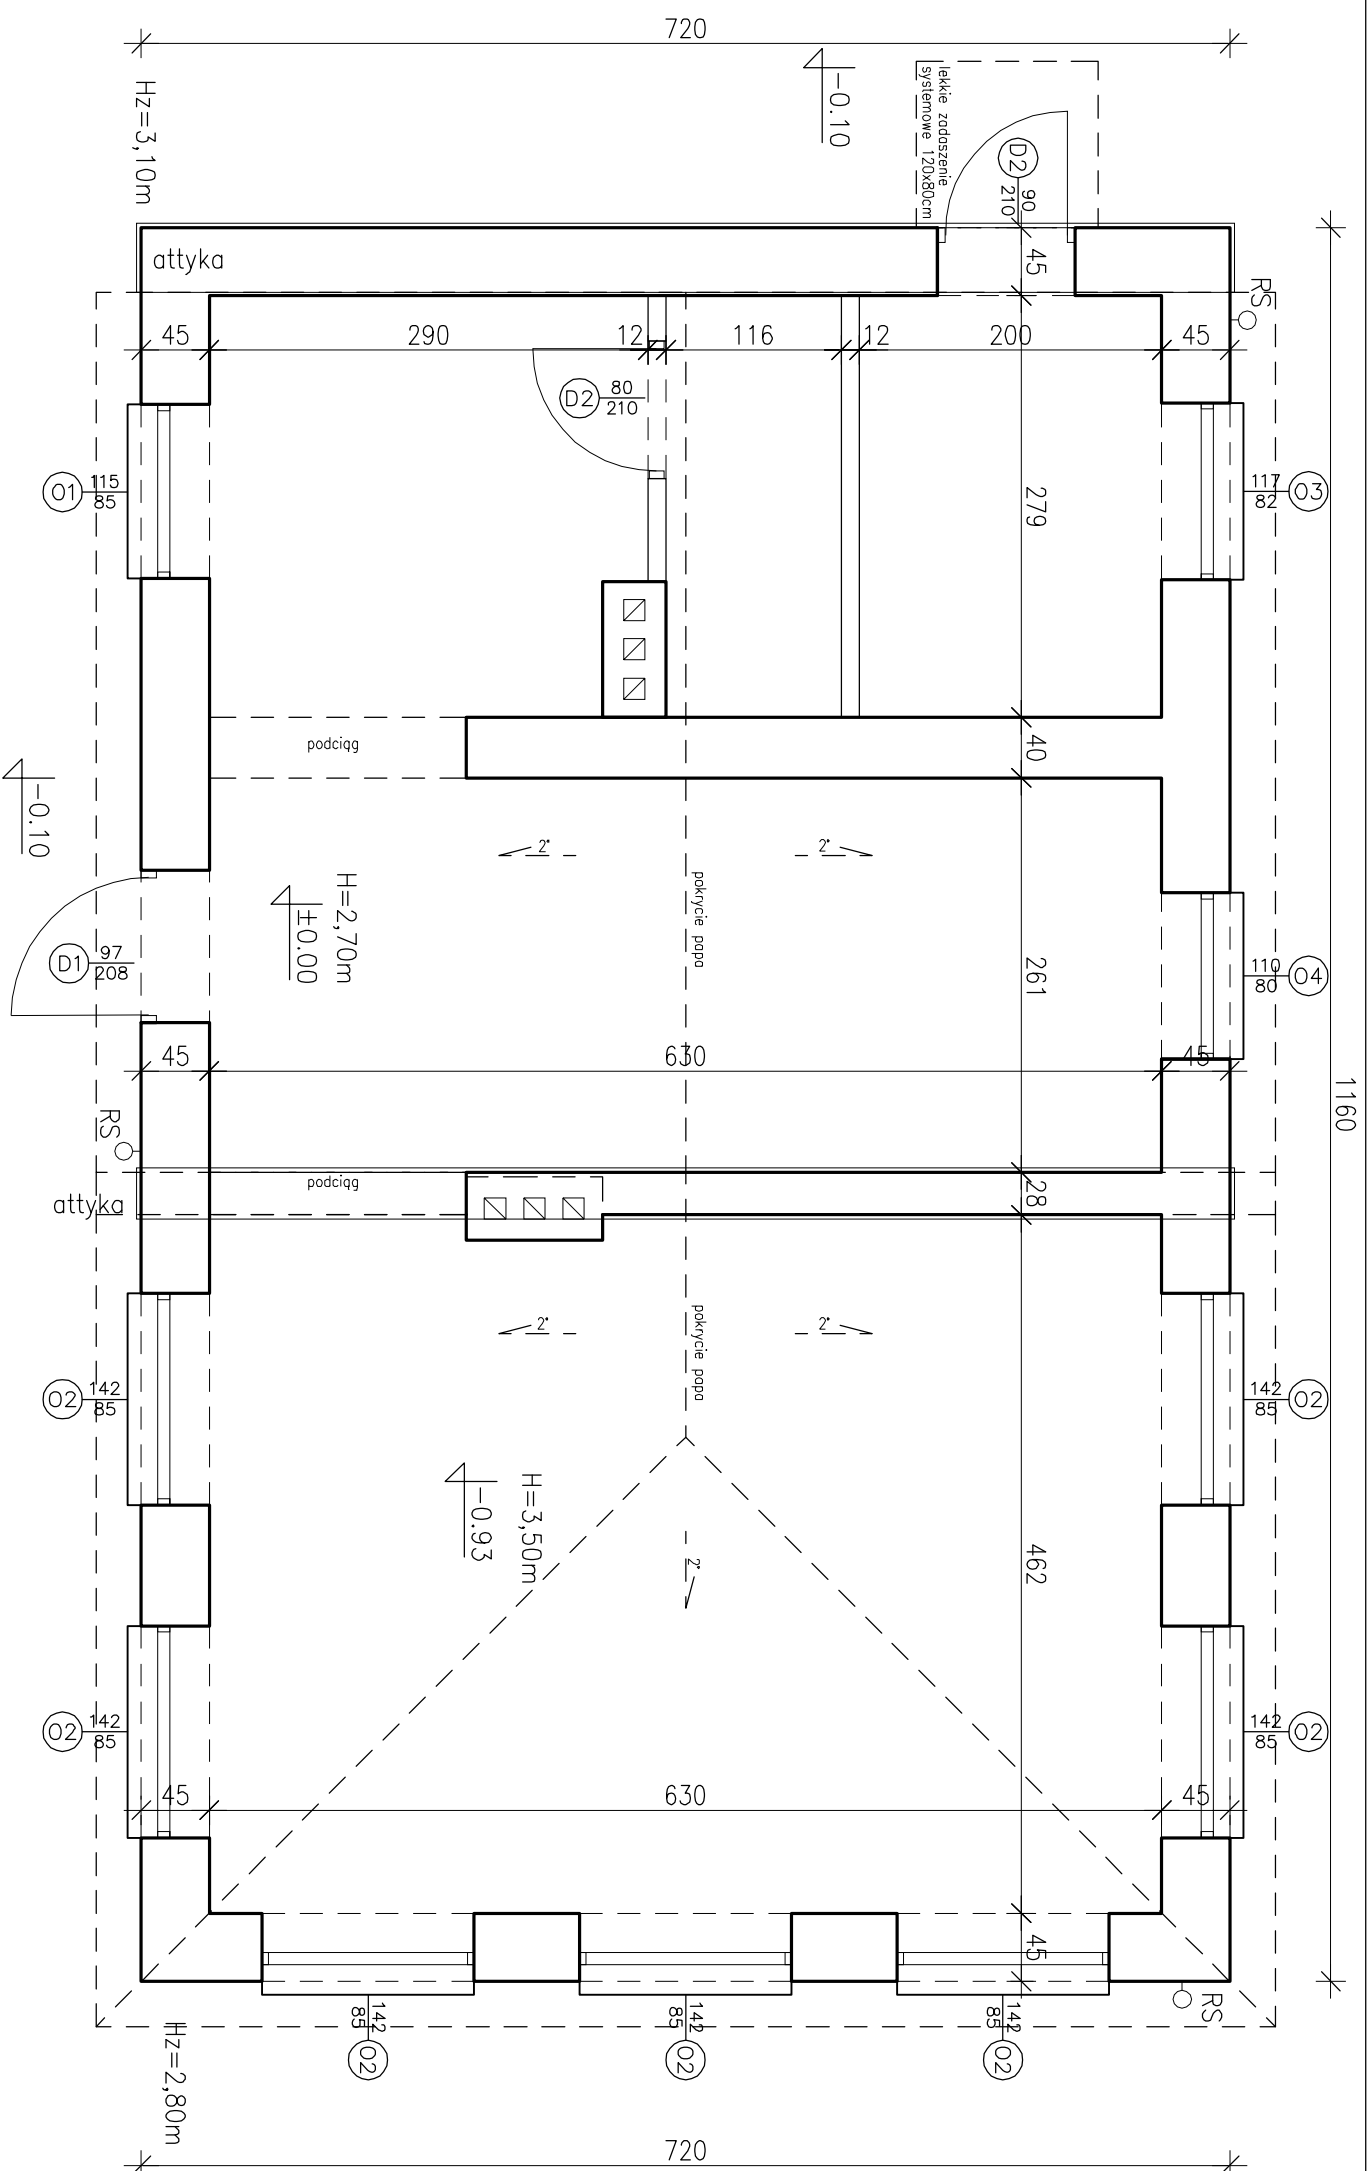 720
-0.10
lekkie zadaszenie
systemowe 120x80cm
D2 90
210
Hz=3,10m
attyka
45
RS
45
290
12
116
12
200
45
D2 80
210
O1 115
85
279
117
82 O3
podciąg
40
-0.10
2°
2°
H=2,70m
±0.00
pokrycie papa
D1 97
208
261
110
80 O4
1160
45
630
45
RS
podciąg
attyka
28
2°
2°
pokrycie papa
O2 142
85
142
85 O2
H=3,50m
-0.93
2°
462
O2 142
85
142
85 O2
45
630
45
45
RS
142
85
O2
142
85
O2
142
85
O2
Hz=2,80m
720